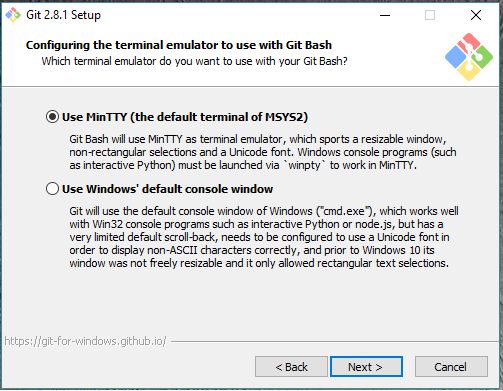 Git 2.8.1 Setup
Configuring the terminal emulator to use with Git Bash
Which terminal emulator do you want to use with your Git Bash?
Use MinTTY (the default terminal of MSYS2)
Git Bash will use MinTTY as terminal emulator, which sports a resizable window,
non-rectangular selections and a Unicode font. Windows console programs (such
as interactive Python) must be launched via `winpty` to work in MinTTY.
Use Windows' default console window
Git will use the default console window of Windows ("cmd.exe"), which works well
with Win32 console programs such as interactive Python or node.js, but has a
very limited default scroll-back, needs to be configured to use a Unicode font in
order to display non-ASCII characters correctly, and prior to Windows 10 its
window was not freely resizable and it only allowed rectangular text selections.
https://git-for-windows.github.io/
< Back
Next >
Cancel